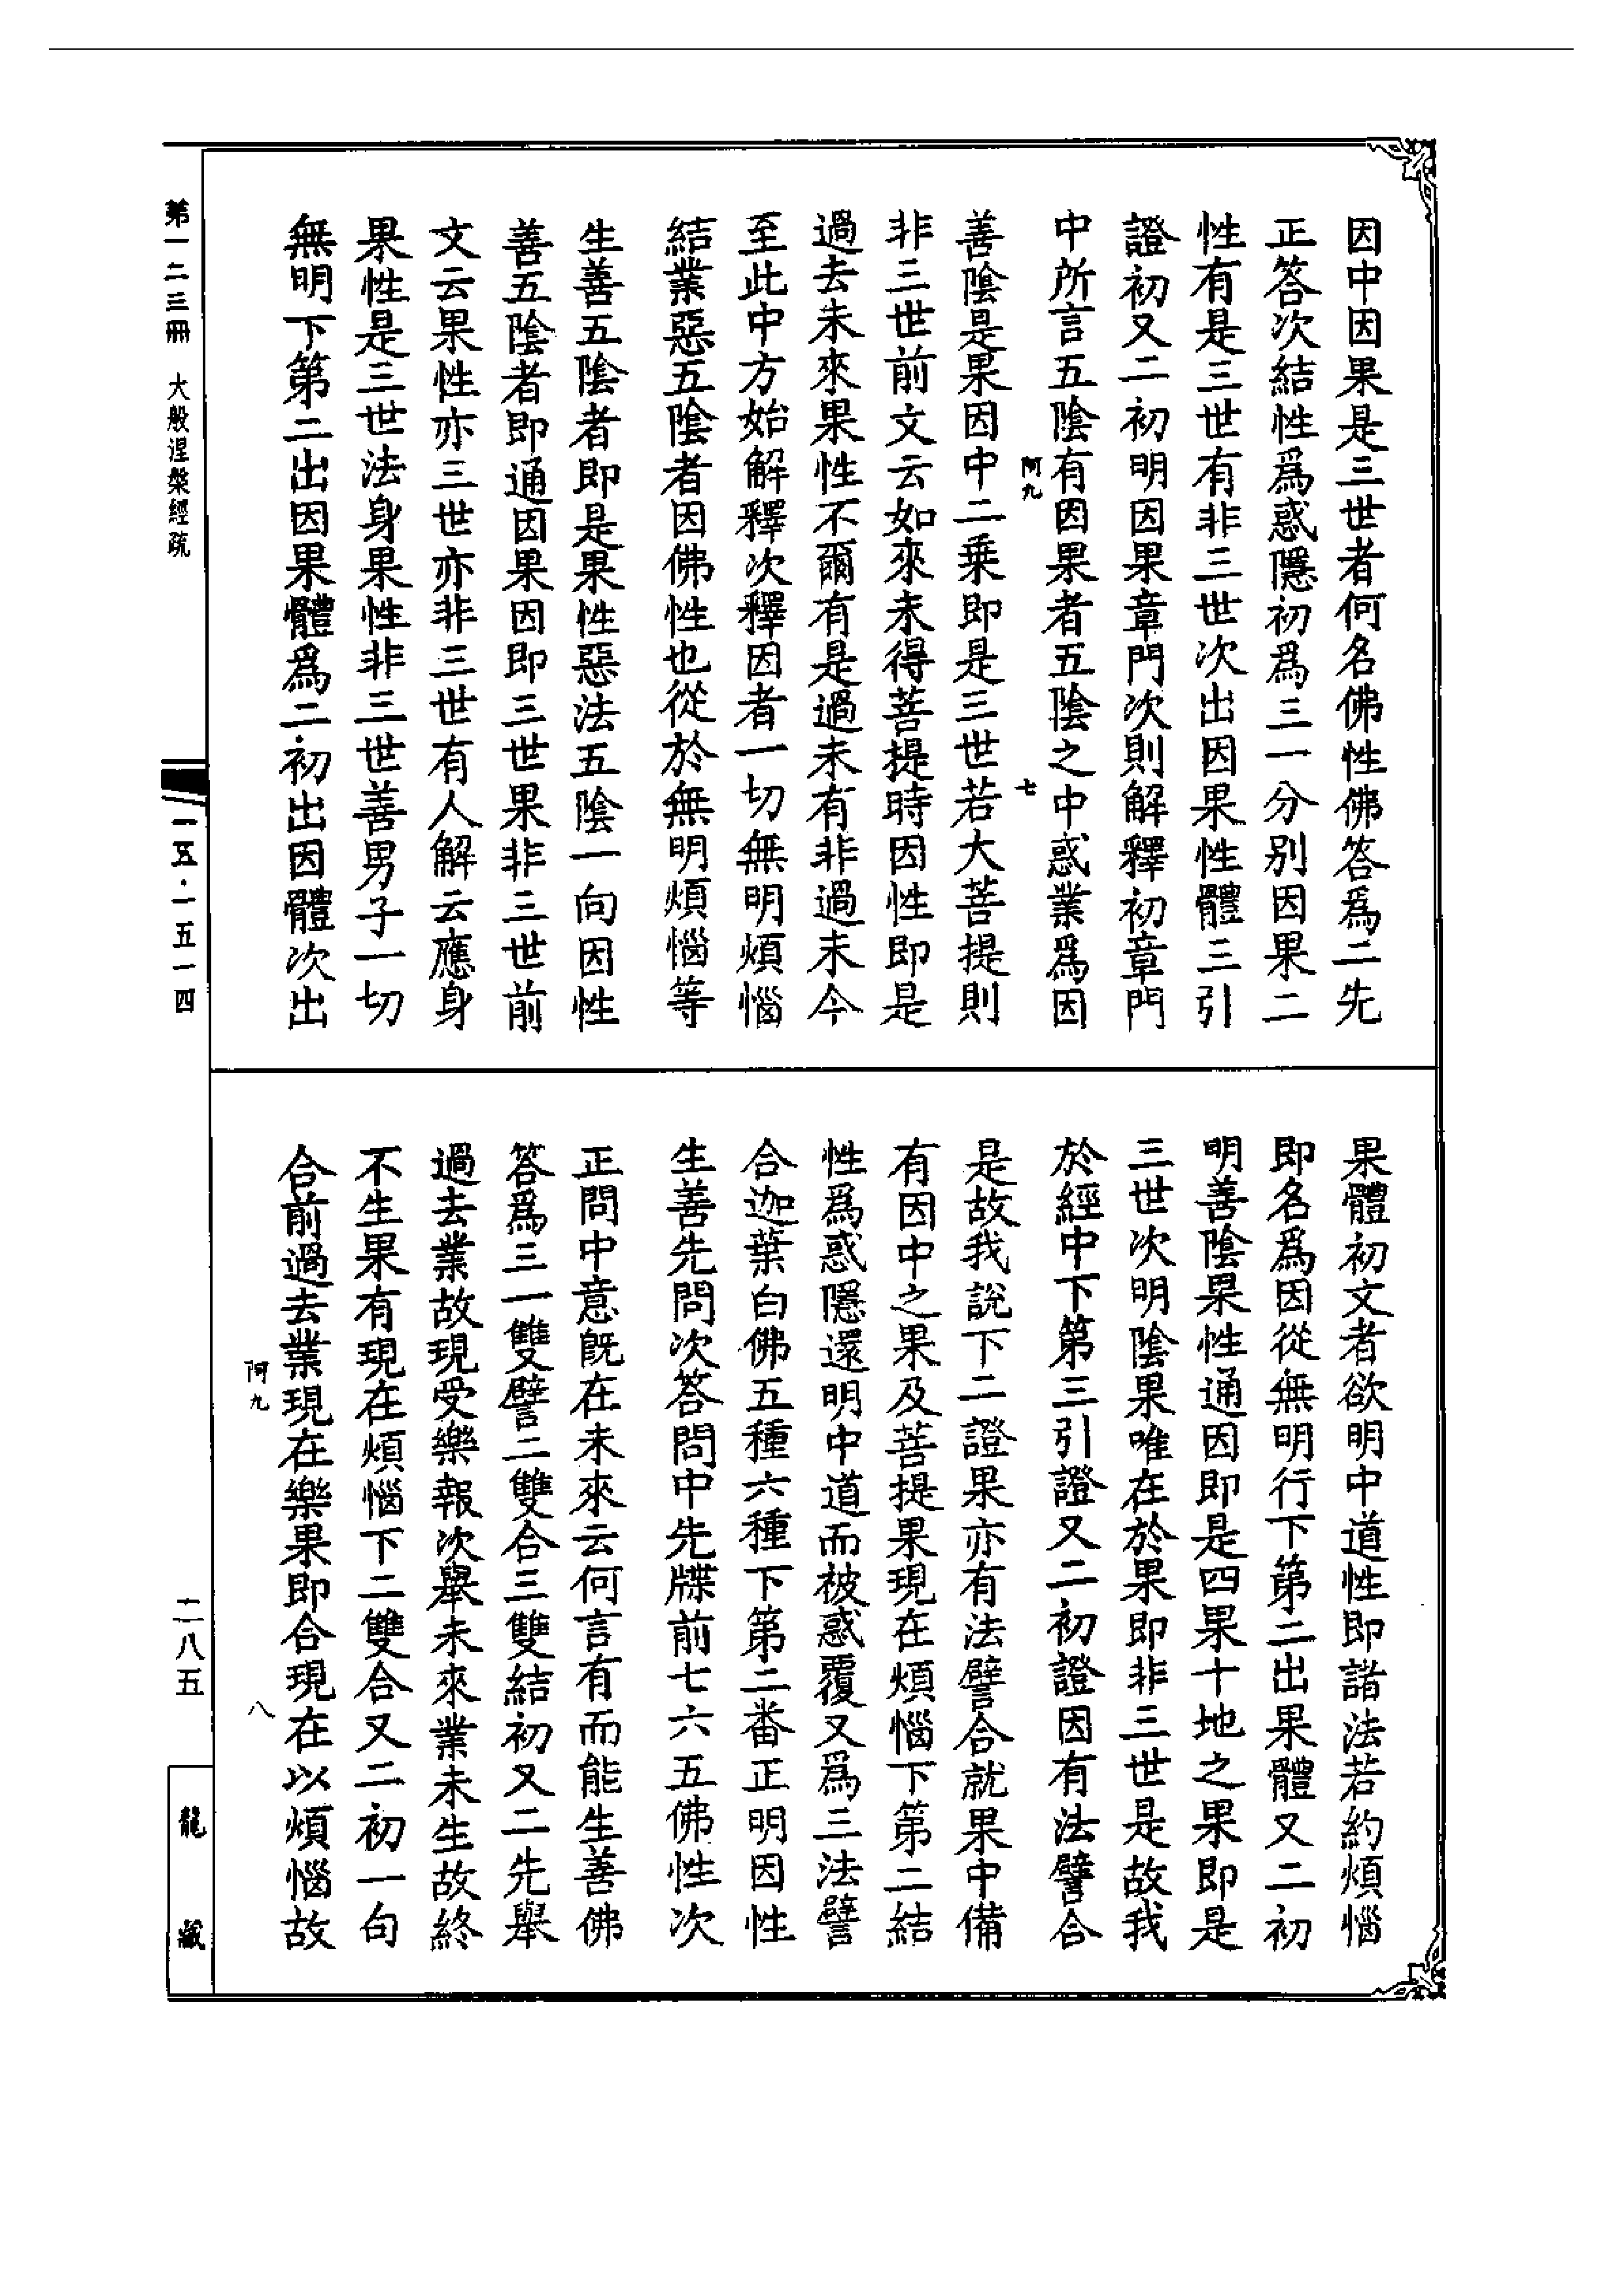 因中因果是三世者何名佛性佛答爲二先
正答次結性爲惑隱初爲三一分別因果二
性有是三世有非三世次出因果性體三引
證初又二初明因果章門次則解釋初章門
中所言五陰有因果者五陰之中惑業爲因
阿九
七
善陰是果因中二乘即是三世若大菩提則
非三世前文云如來未得菩提時因性即是
過去未來果性不爾有是過未有非過未今
至此中方始解釋次釋因者一切無明煩惱
結業惡五陰者因佛性也從於無明煩惱等
生善五陰者即是果性惡法五陰一向因性
善五陰者即通因果因即三世果非三世前
文云果性亦三世亦非三世有人解云應身
果性是三世法身果性非三世善男子一切
無明下第二出因果體爲二初出因體次出
果體初文者欲明中道性即諸法若約煩惱
即名爲因從無明行下第二出果體又二初
明善陰果性通因即是四果十地之果即是
三世次明陰果唯在於果即非三世是故我
於經中下第三引證又二初證因有法譬合
是故我說下二證果亦有法譬合就果中備
有因中之果及菩提果現在煩惱下第二結
性爲惑隱還明中道而被惑覆又爲三法譬
合迦葉白佛五種六種下第二番正明因性
生善先問次答問中先牒前七六五佛性次
正問中意既在未來云何言有而能生善佛
答爲三一雙譬二雙合三雙結初又二先舉
過去業故現受樂報次舉未來業未生故終
不生果有現在煩惱下二雙合又二初一句
合前過去業現在樂果即合現在以煩惱故
阿九
八
第一二三冊 大般涅槃經疏
一五·一五一四
二八五
龍藏